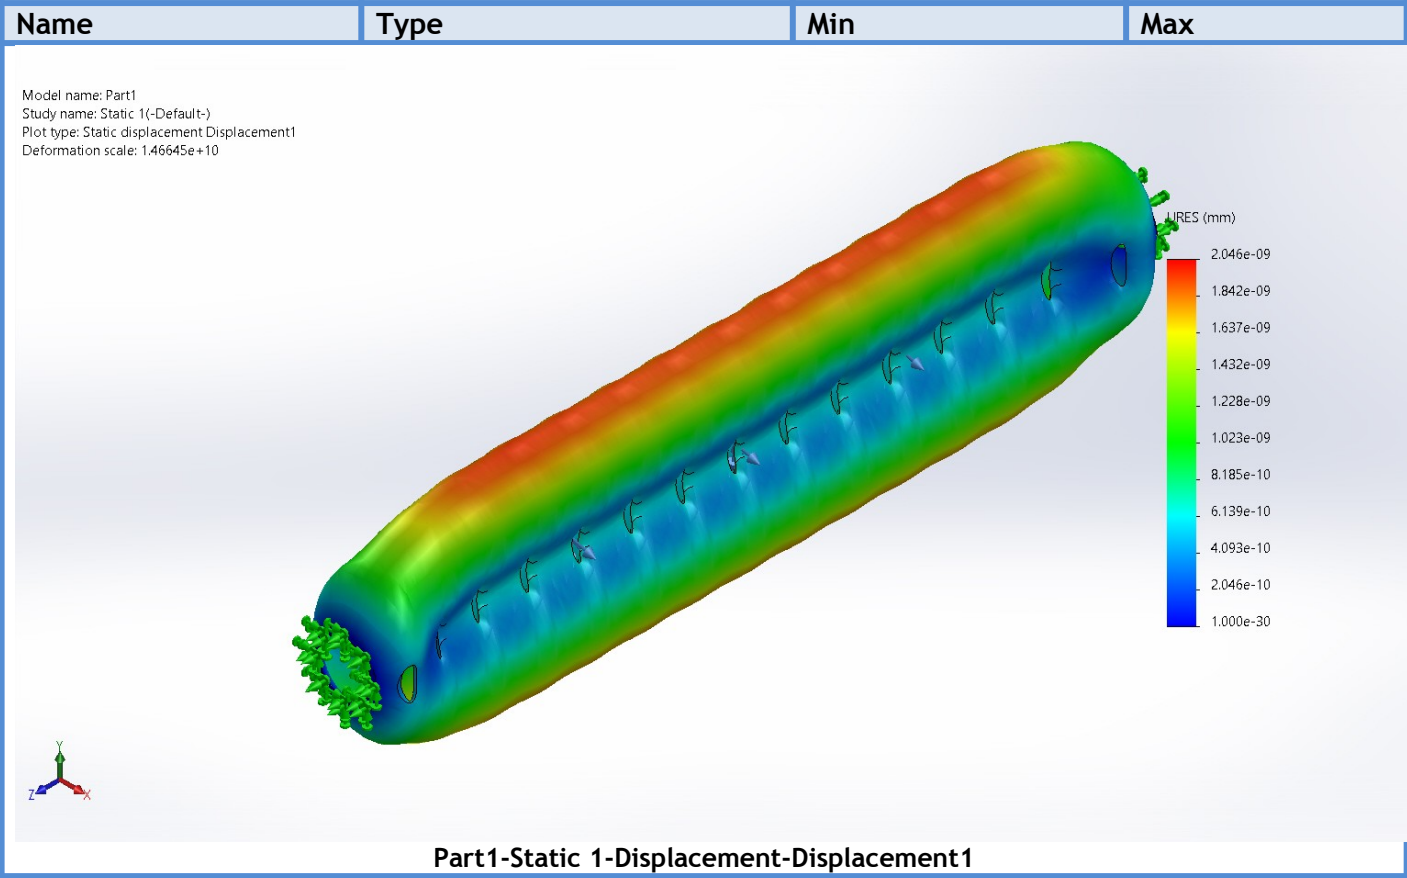 Name Type Min Max
Model name: Part1
Study name: Static 1(-Default-)
Plot type: Static displacement Displacement1
Deformation scale: 1.46645e+10
URES (mm)
2.046e-09
1.842e-09
1.637e-09
1.432e-09
1.228e-09
1.023e-09
8.185e-10
6.139e-10
4.093e-10
2.046e-10
1.000e-30
Y
Z X
Part1-Static 1-Displacement-Displacement1